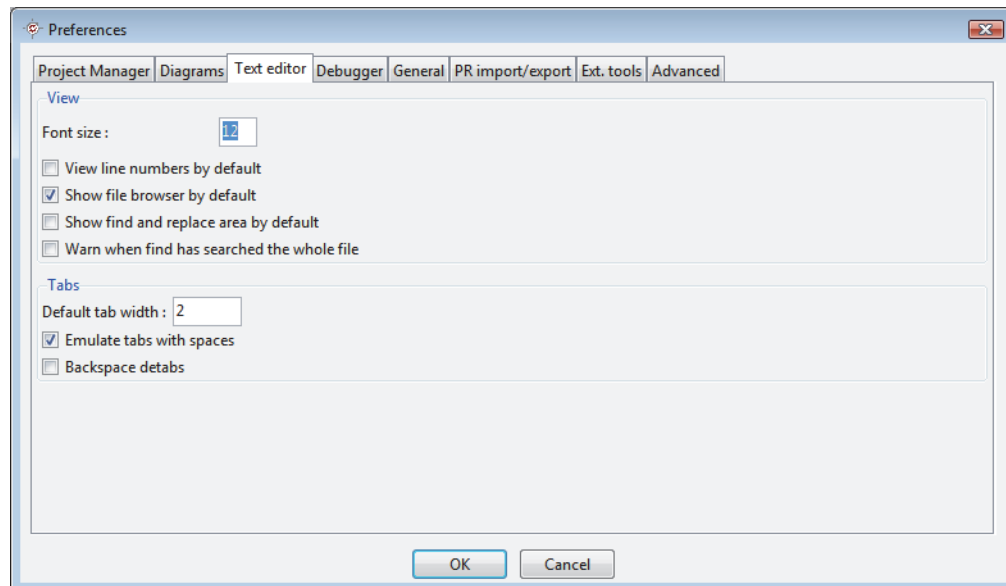 Preferences
Project Manager Diagrams Text editor Debugger General PR import/export Ext. tools Advanced
View
Font size : 12
View line numbers by default
Show file browser by default
Show find and replace area by default
Warn when find has searched the whole file
Tabs
Default tab width : 2
Emulate tabs with spaces
Backspace detabs
OK Cancel